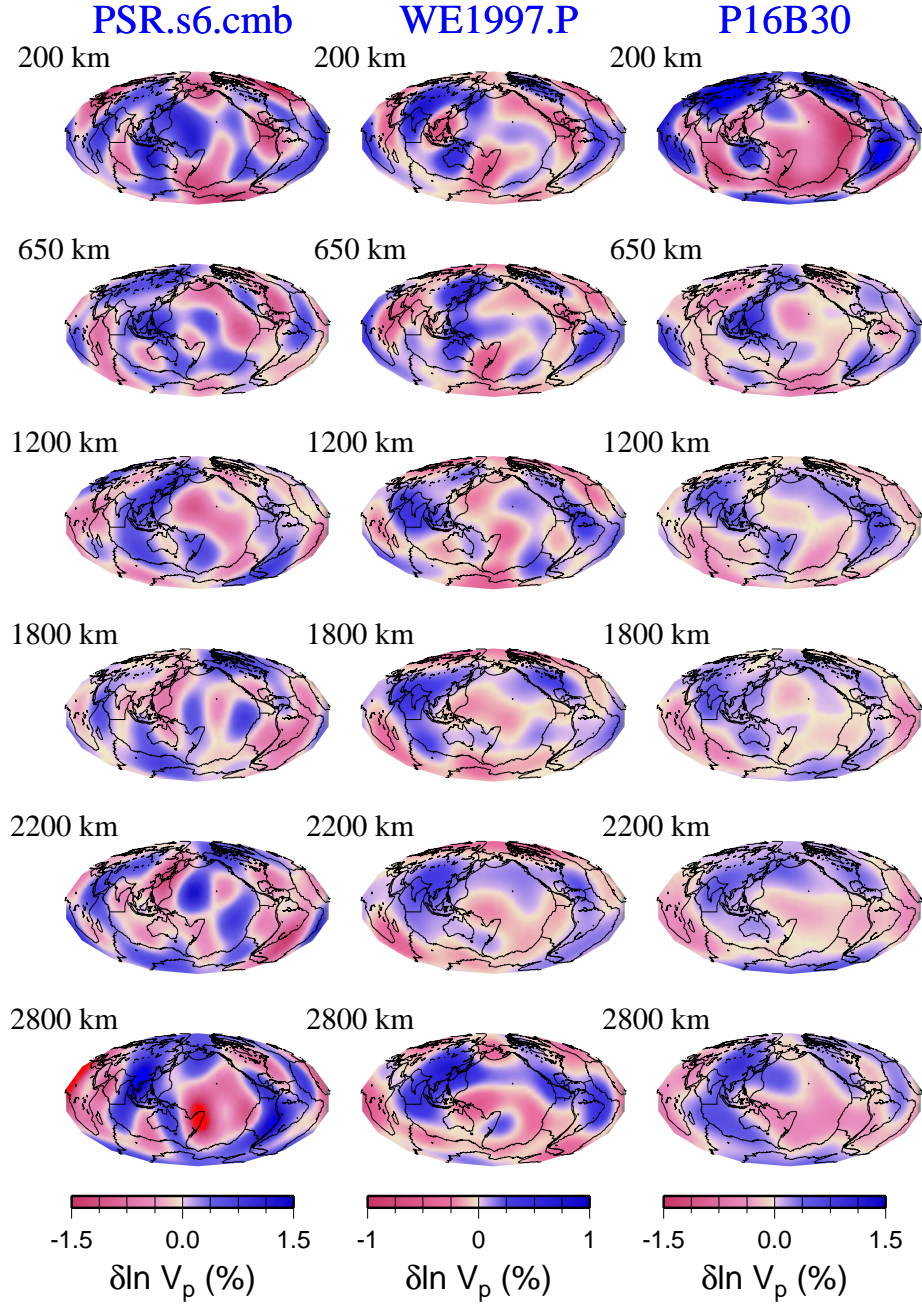 PSR.s6.cmb WE1997.P P16B30
200 km 200 km 200 km
650 km 650 km 650 km
1200 km 1200 km 1200 km
1800 km 1800 km 1800 km
2200 km 2200 km 2200 km
2800 km 2800 km 2800 km
-1.5 0.0 1.5 -1 0 1 -1.5 0.0 1.5
δln V_p (%) δln V_p (%) δln V_p (%)